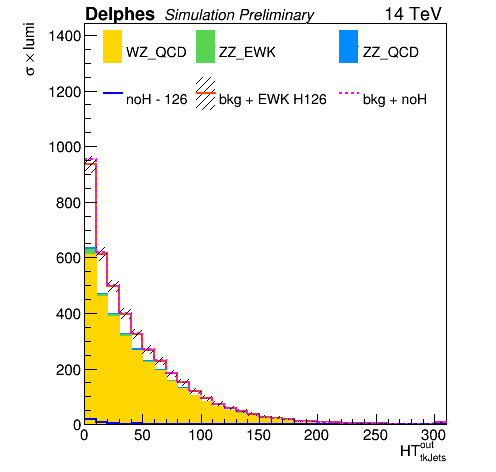 Delphes Simulation Preliminary 14 TeV
σ × lumi
WZ_QCD ZZ_EWK ZZ_QCD
noH - 126 bkg + EWK H126 bkg + noH
1400
1200
1000
800
600
400
200
0
0 50 100 150 200 250 300
HT^out_tkJets